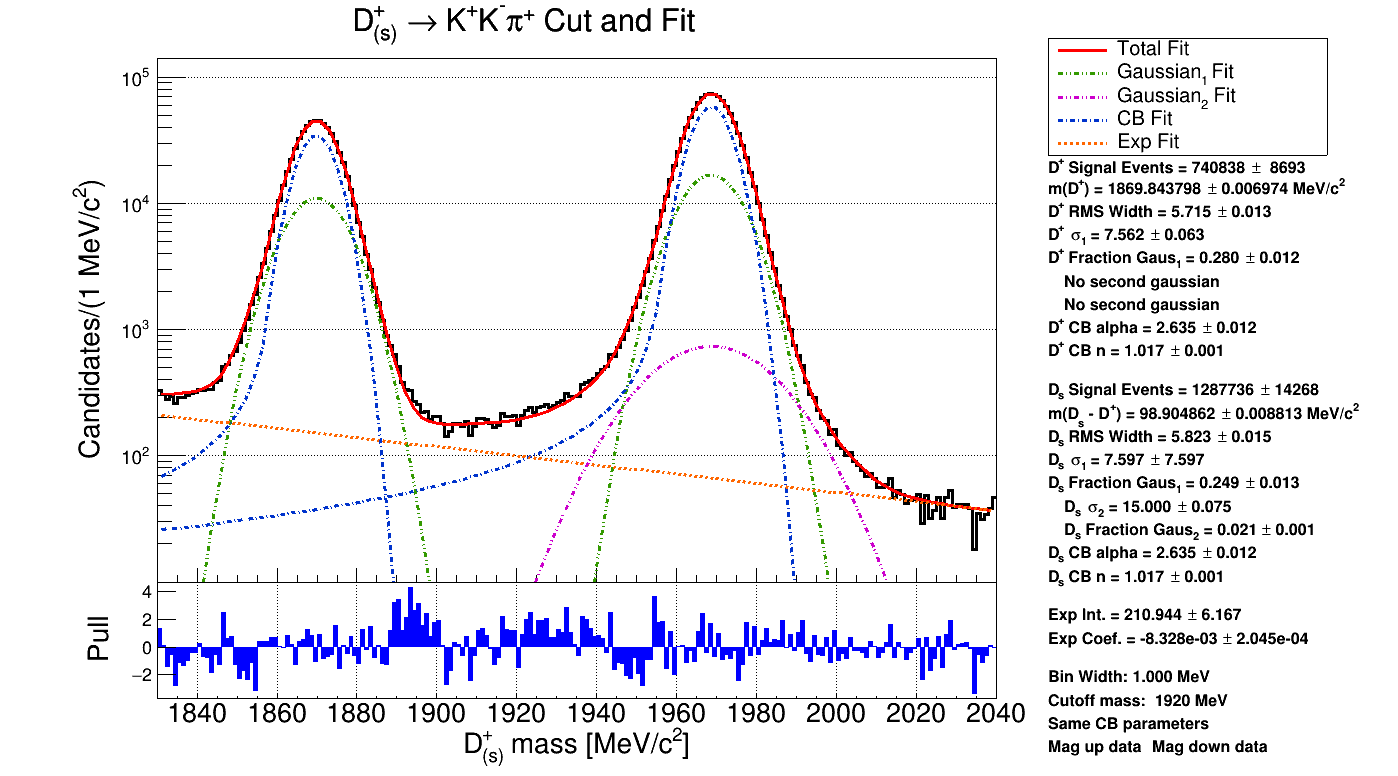 D⁺₍ₛ₎ → K⁺K⁻π⁺ Cut and Fit
Candidates/(1 MeV/c²)
10⁵
10⁴
10³
10²
Total Fit
Gaussian₁ Fit
Gaussian₂ Fit
CB Fit
Exp Fit
D⁺ Signal Events = 740838 ± 8693
m(D⁺) = 1869.843798 ± 0.006974 MeV/c²
D⁺ RMS Width = 5.715 ± 0.013
D⁺ σ₁ = 7.562 ± 0.063
D⁺ Fraction Gaus₁ = 0.280 ± 0.012
No second gaussian
No second gaussian
D⁺ CB alpha = 2.635 ± 0.012
D⁺ CB n = 1.017 ± 0.001
Dₛ Signal Events = 1287736 ± 14268
m(Dₛ - D⁺) = 98.904862 ± 0.008813 MeV/c²
Dₛ RMS Width = 5.823 ± 0.015
Dₛ σ₁ = 7.597 ± 7.597
Dₛ Fraction Gaus₁ = 0.249 ± 0.013
Dₛ σ₂ = 15.000 ± 0.075
Dₛ Fraction Gaus₂ = 0.021 ± 0.001
Dₛ CB alpha = 2.635 ± 0.012
Dₛ CB n = 1.017 ± 0.001
Exp Int. = 210.944 ± 6.167
Exp Coef. = -8.328e-03 ± 2.045e-04
Bin Width: 1.000 MeV
Cutoff mass: 1920 MeV
Same CB parameters
Mag up data Mag down data
Pull
4
2
0
−2
1840 1860 1880 1900 1920 1940 1960 1980 2000 2020 2040
D⁺₍ₛ₎ mass [MeV/c²]